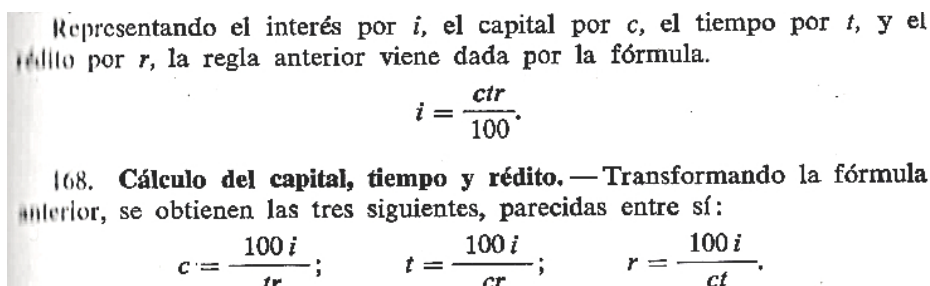 Representando el interés por i, el capital por c, el tiempo por t, y el
rédito por r, la regla anterior viene dada por la fórmula.
i = ctr/100.
168. Cálculo del capital, tiempo y rédito. — Transformando la fórmula
anterior, se obtienen las tres siguientes, parecidas entre sí:
c = 100 i/tr; t = 100 i/cr; r = 100 i/ct.